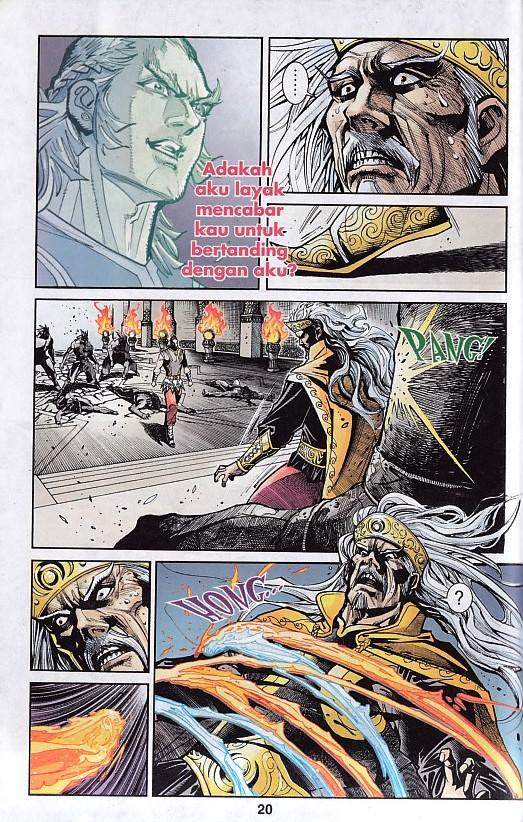 Adakah
aku layak
mencabar
kau untuk
bertanding
dengan aku?
......
PANG!
HONG...
?
20